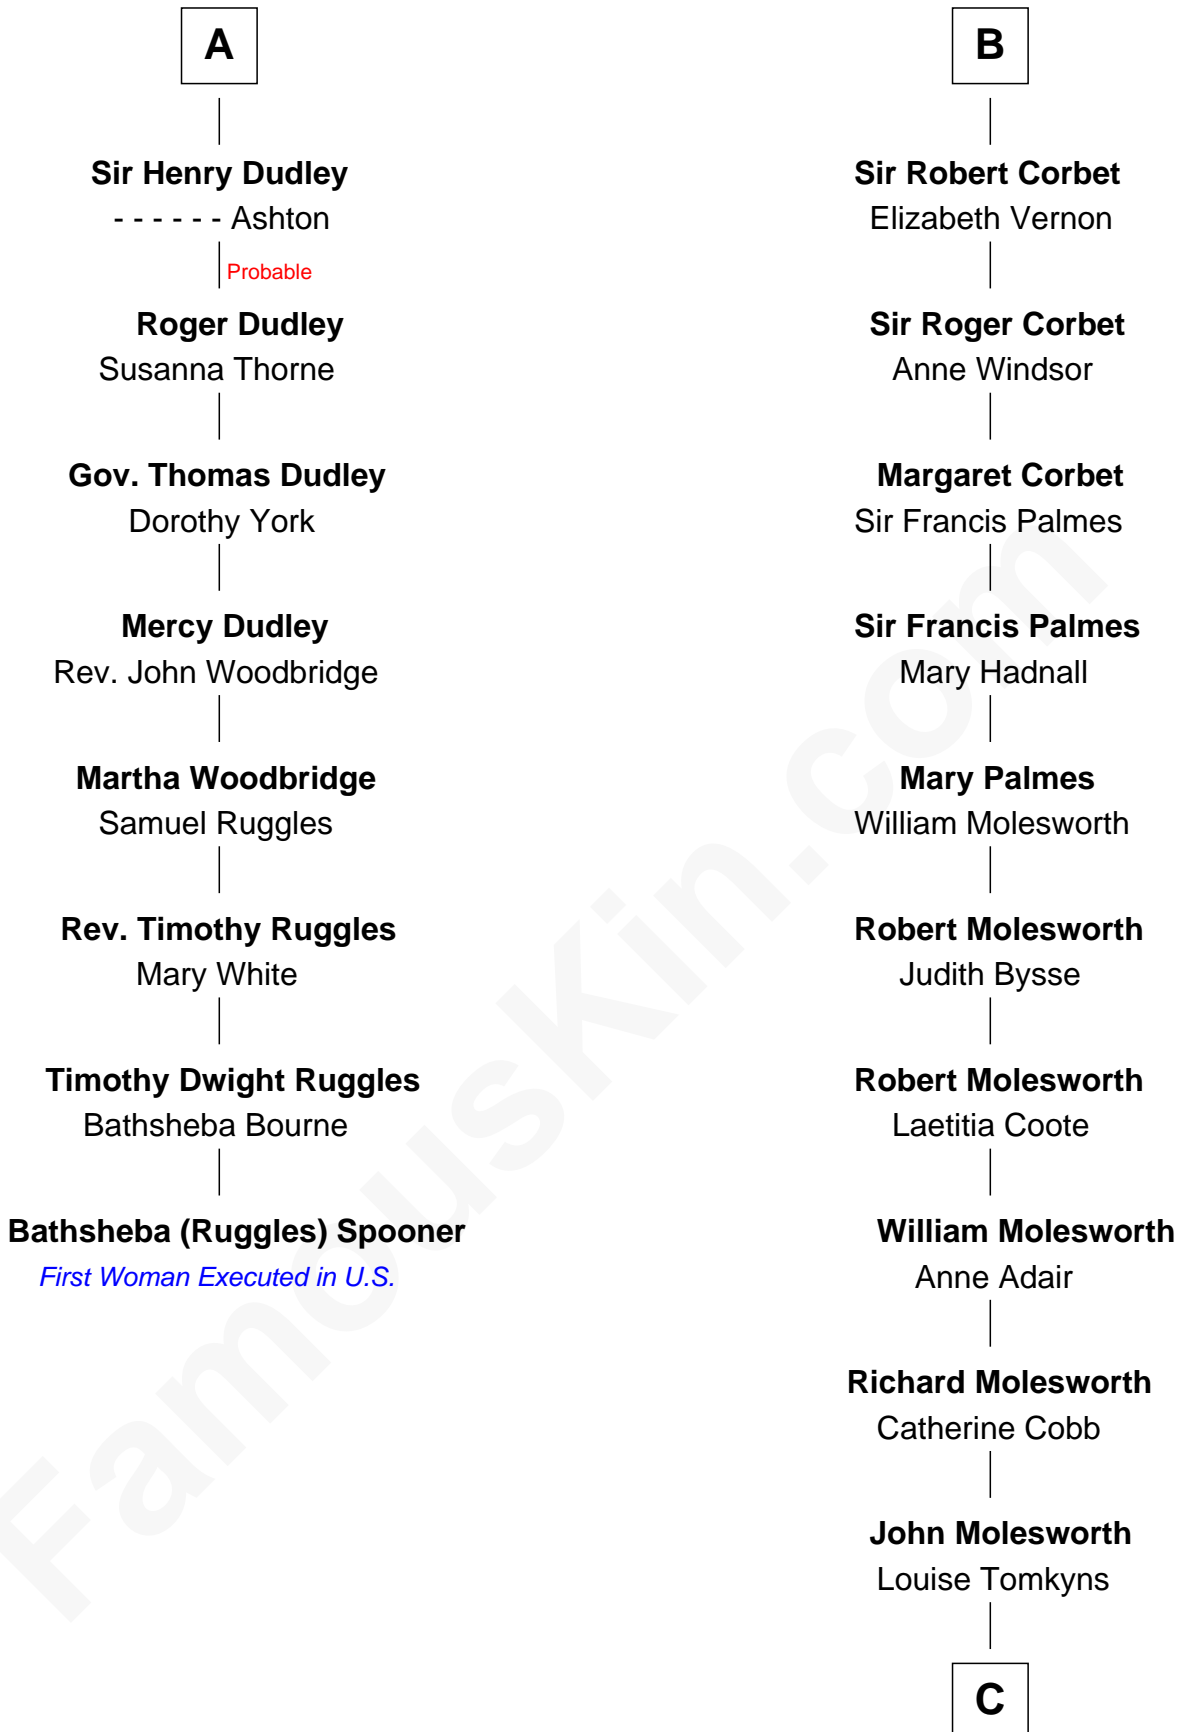 A
Sir Henry Dudley
- - - - - - Ashton
Probable
Roger Dudley
Susanna Thorne
Gov. Thomas Dudley
Dorothy York
Mercy Dudley
Rev. John Woodbridge
Martha Woodbridge
Samuel Ruggles
Rev. Timothy Ruggles
Mary White
Timothy Dwight Ruggles
Bathsheba Bourne
Bathsheba (Ruggles) Spooner
First Woman Executed in U.S.
B
Sir Robert Corbet
Elizabeth Vernon
Sir Roger Corbet
Anne Windsor
Margaret Corbet
Sir Francis Palmes
Sir Francis Palmes
Mary Hadnall
Mary Palmes
William Molesworth
Robert Molesworth
Judith Bysse
Robert Molesworth
Laetitia Coote
William Molesworth
Anne Adair
Richard Molesworth
Catherine Cobb
John Molesworth
Louise Tomkyns
C
FamousKin.com